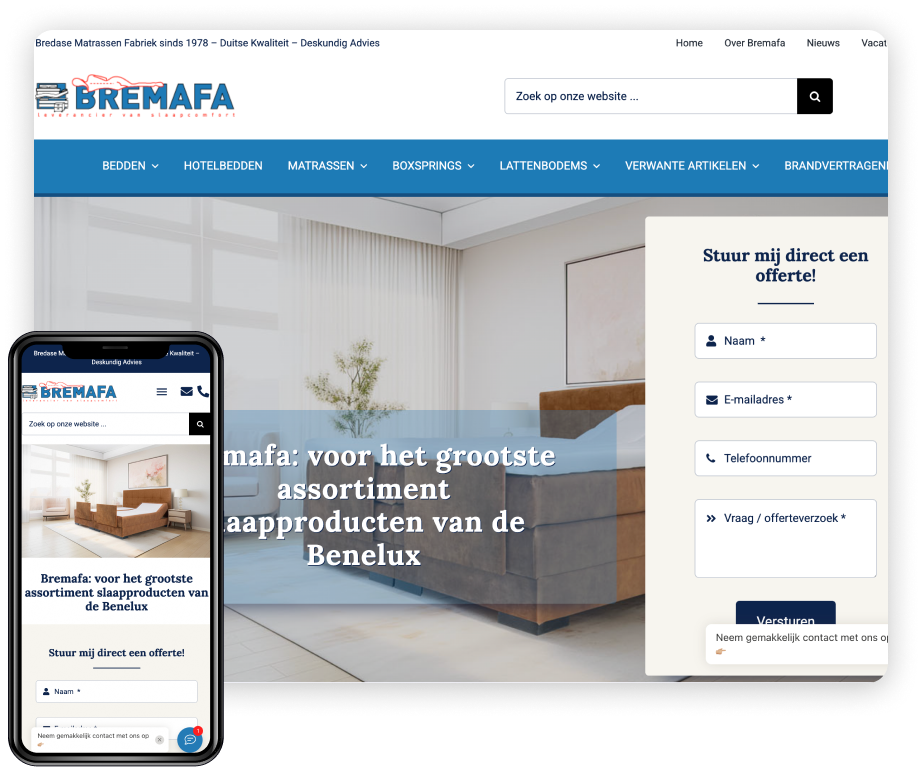 Bredase Matrassen Fabriek sinds 1978 – Duitse Kwaliteit – Deskundig Advies
Home Over Bremafa Nieuws Vacat
BREMAFA
leverancier van slaapcomfort
Zoek op onze website ...
BEDDEN HOTELBEDDEN MATRASSEN BOXSPRINGS LATTENBODEMS VERWANTE ARTIKELEN BRANDVERTRAGEN
Stuur mij direct een
offerte!
Naam *
E-mailadres *
Telefoonnummer
Vraag / offerteverzoek *
Versturen
Neem gemakkelijk contact met ons op
mafa: voor het grootste
assortiment
laapproducten van de
Benelux
Bredase M Kwaliteit –
Deskundig Advies
BREMAFA
leverancier van slaapcomfort
Zoek op onze website ...
Bremafa: voor het grootste
assortiment slaapproducten van
de Benelux
Stuur mij direct een offerte!
Naam *
Neem gemakkelijk contact met ons op
1